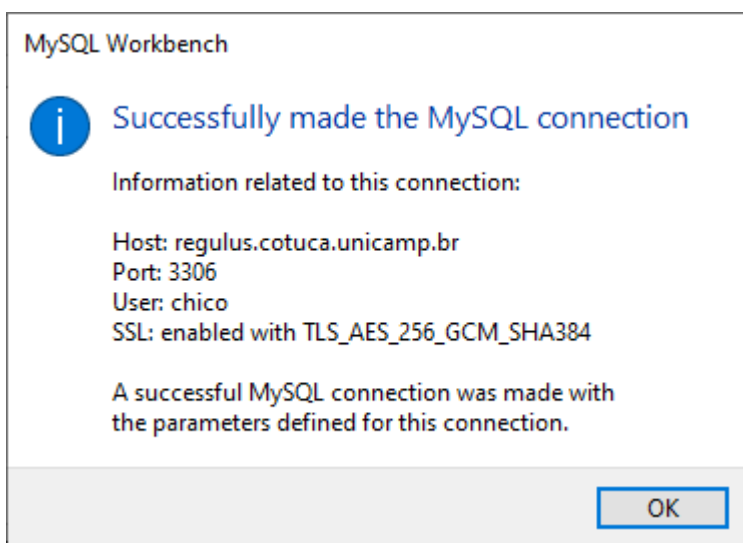 MySQL Workbench
Successfully made the MySQL connection
Information related to this connection:
Host: regulus.cotuca.unicamp.br
Port: 3306
User: chico
SSL: enabled with TLS_AES_256_GCM_SHA384
A successful MySQL connection was made with
the parameters defined for this connection.
OK